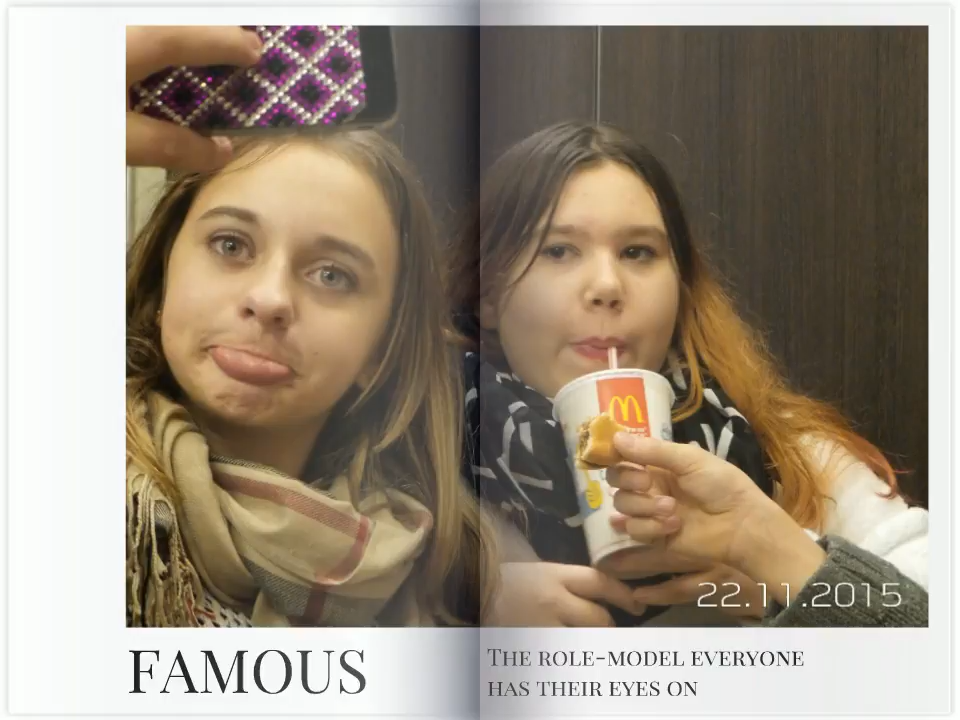 22.11.2015
FAMOUS
THE ROLE-MODEL EVERYONE
HAS THEIR EYES ON